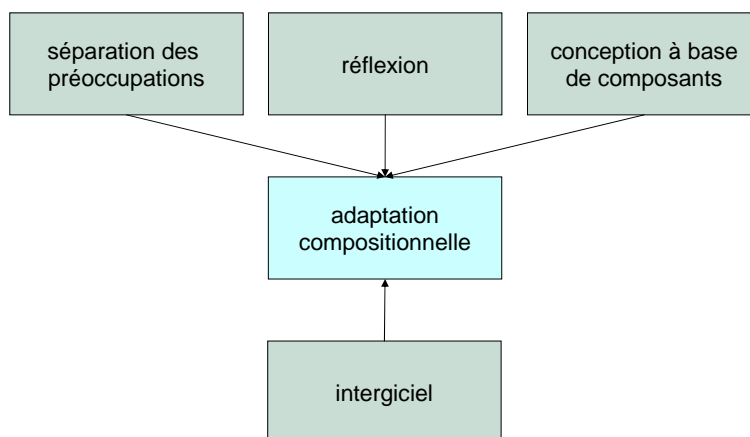 séparation des
préoccupations
réflexion
conception à base
de composants
adaptation
compositionnelle
intergiciel